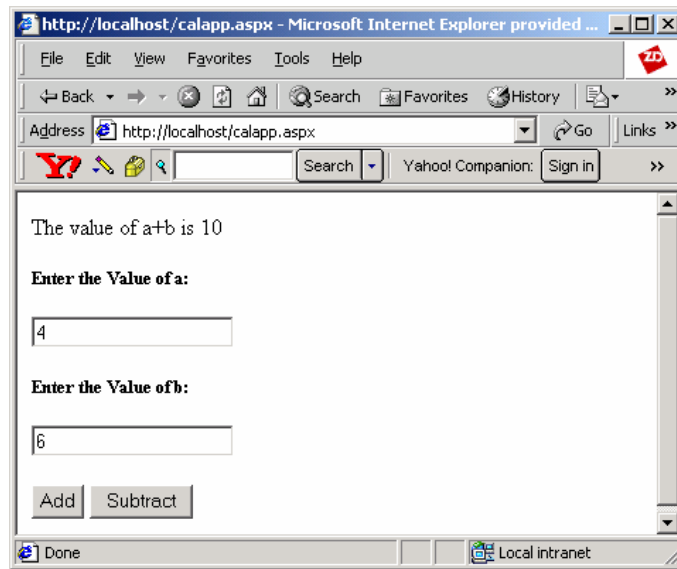 http://localhost/calapp.aspx - Microsoft Internet Explorer provided ...
File Edit View Favorites Tools Help
ZD
Back Search Favorites History »
Address http://localhost/calapp.aspx Go Links »
Y! Search Yahoo! Companion: Sign in »
The value of a+b is 10
Enter the Value of a:
4
Enter the Value of b:
6
Add Subtract
Done Local intranet